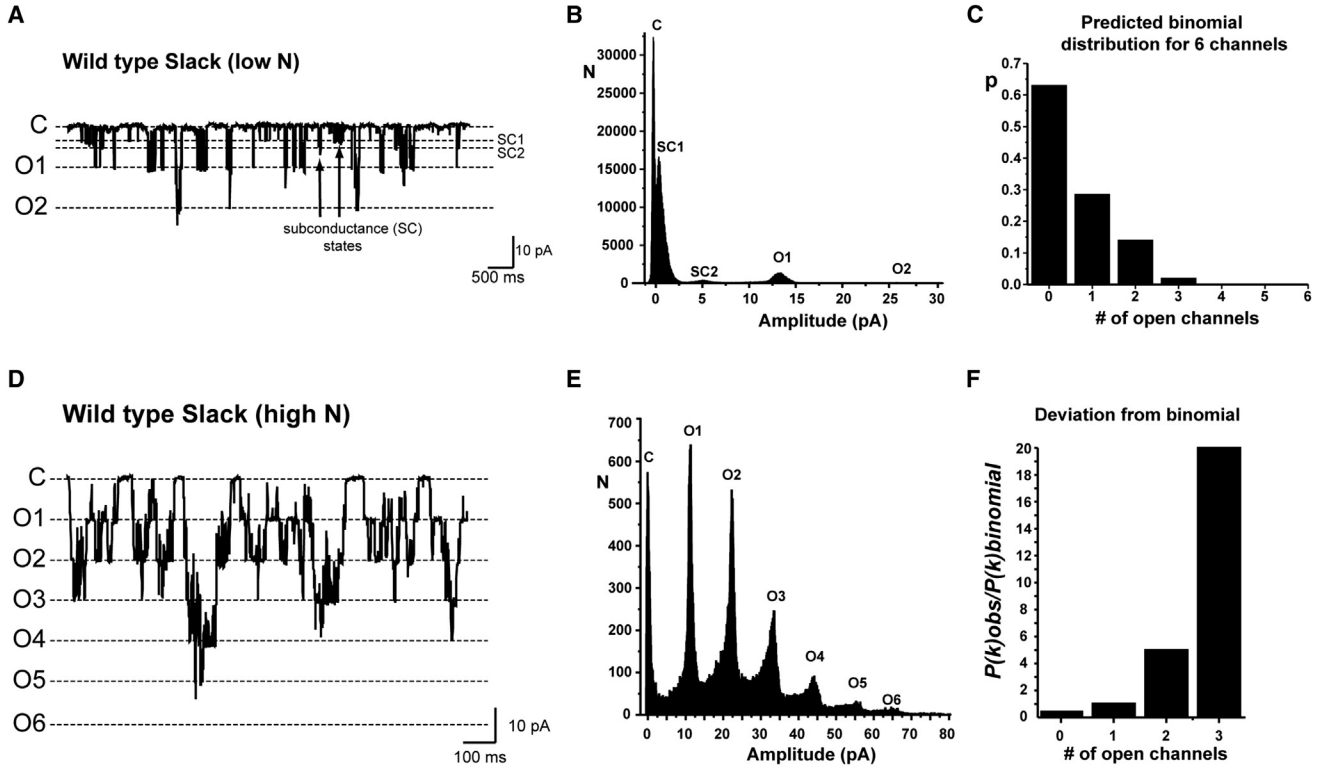 A
Wild type Slack (low N)
C
O1
O2
SC1
SC2
subconductance (SC)
states
10 pA
500 ms
B
N
C
SC1
SC2
O1
O2
30000
25000
20000
15000
10000
5000
0
0 5 10 15 20 25 30
Amplitude (pA)
C
Predicted binomial
distribution for 6 channels
p
0.7
0.6
0.5
0.4
0.3
0.2
0.1
0.0
0 1 2 3 4 5 6
# of open channels
D
Wild type Slack (high N)
C
O1
O2
O3
O4
O5
O6
10 pA
100 ms
E
N
700
600
500
400
300
200
100
0
C
O1
O2
O3
O4
O5
O6
0 10 20 30 40 50 60 70 80
Amplitude (pA)
F
Deviation from binomial
P(k)obs/P(k)binomial
20
18
16
14
12
10
8
6
4
2
0
0 1 2 3
# of open channels